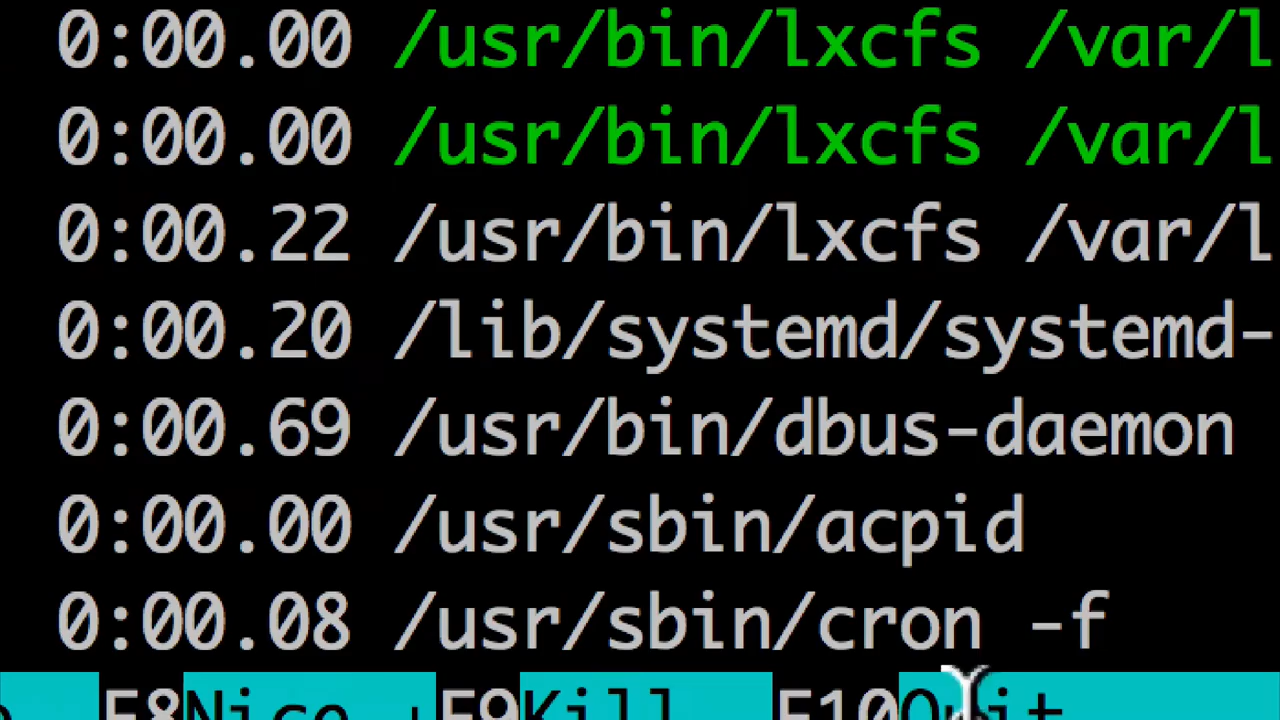 0:00.00 /usr/bin/lxcfs /var/l
0:00.00 /usr/bin/lxcfs /var/l
0:00.22 /usr/bin/lxcfs /var/l
0:00.20 /lib/systemd/systemd-
0:00.69 /usr/bin/dbus-daemon
0:00.00 /usr/sbin/acpid
0:00.08 /usr/sbin/cron -f
F8Nice + F9Kill F10Quit